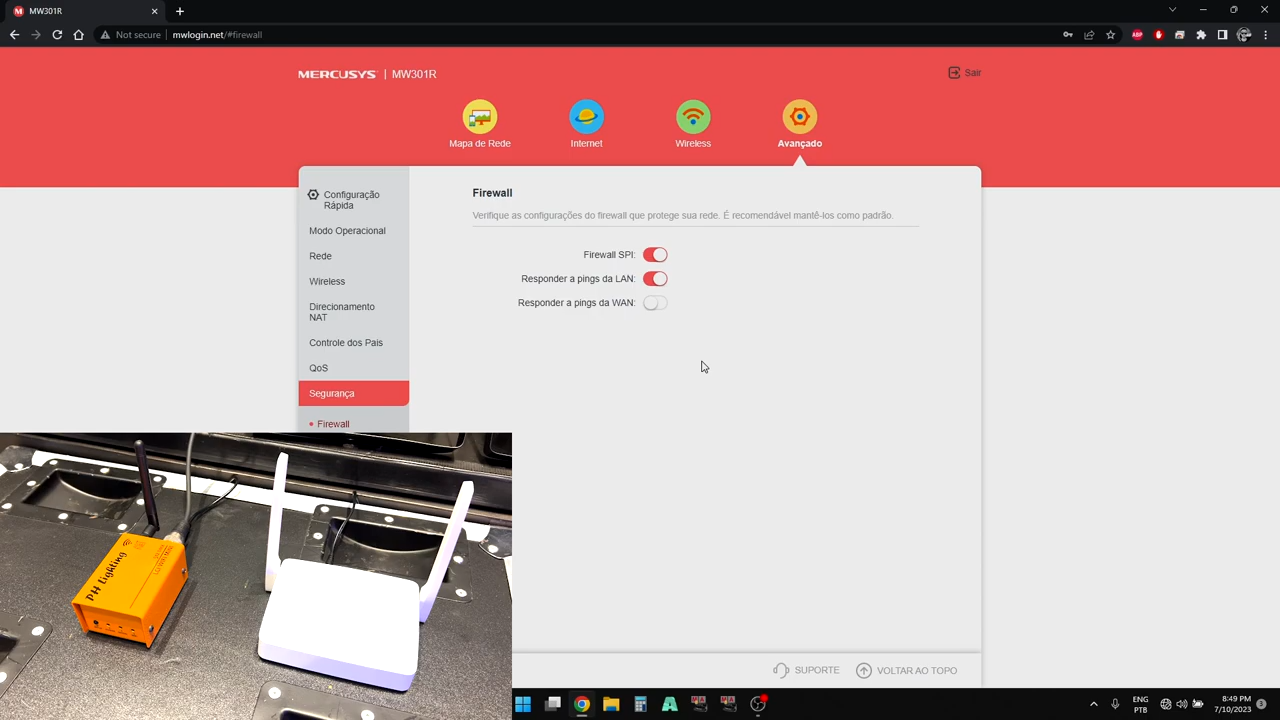 MW301R
Not secure
mwlogin.net/#firewall
ABP
MERCUSYS | MW301R
Sair
Mapa de Rede
Internet
Wireless
Avançado
Configuração
Rápida
Modo Operacional
Rede
Wireless
Direcionamento
NAT
Controle dos Pais
QoS
Segurança
Firewall
Firewall
Verifique as configurações do firewall que protege sua rede. É recomendável mantê-los como padrão.
Firewall SPI:
Responder a pings da LAN:
Responder a pings da WAN:
PH Lighting
SUPORTE
VOLTAR AO TOPO
ENG
PTB
8:49 PM
7/10/2023